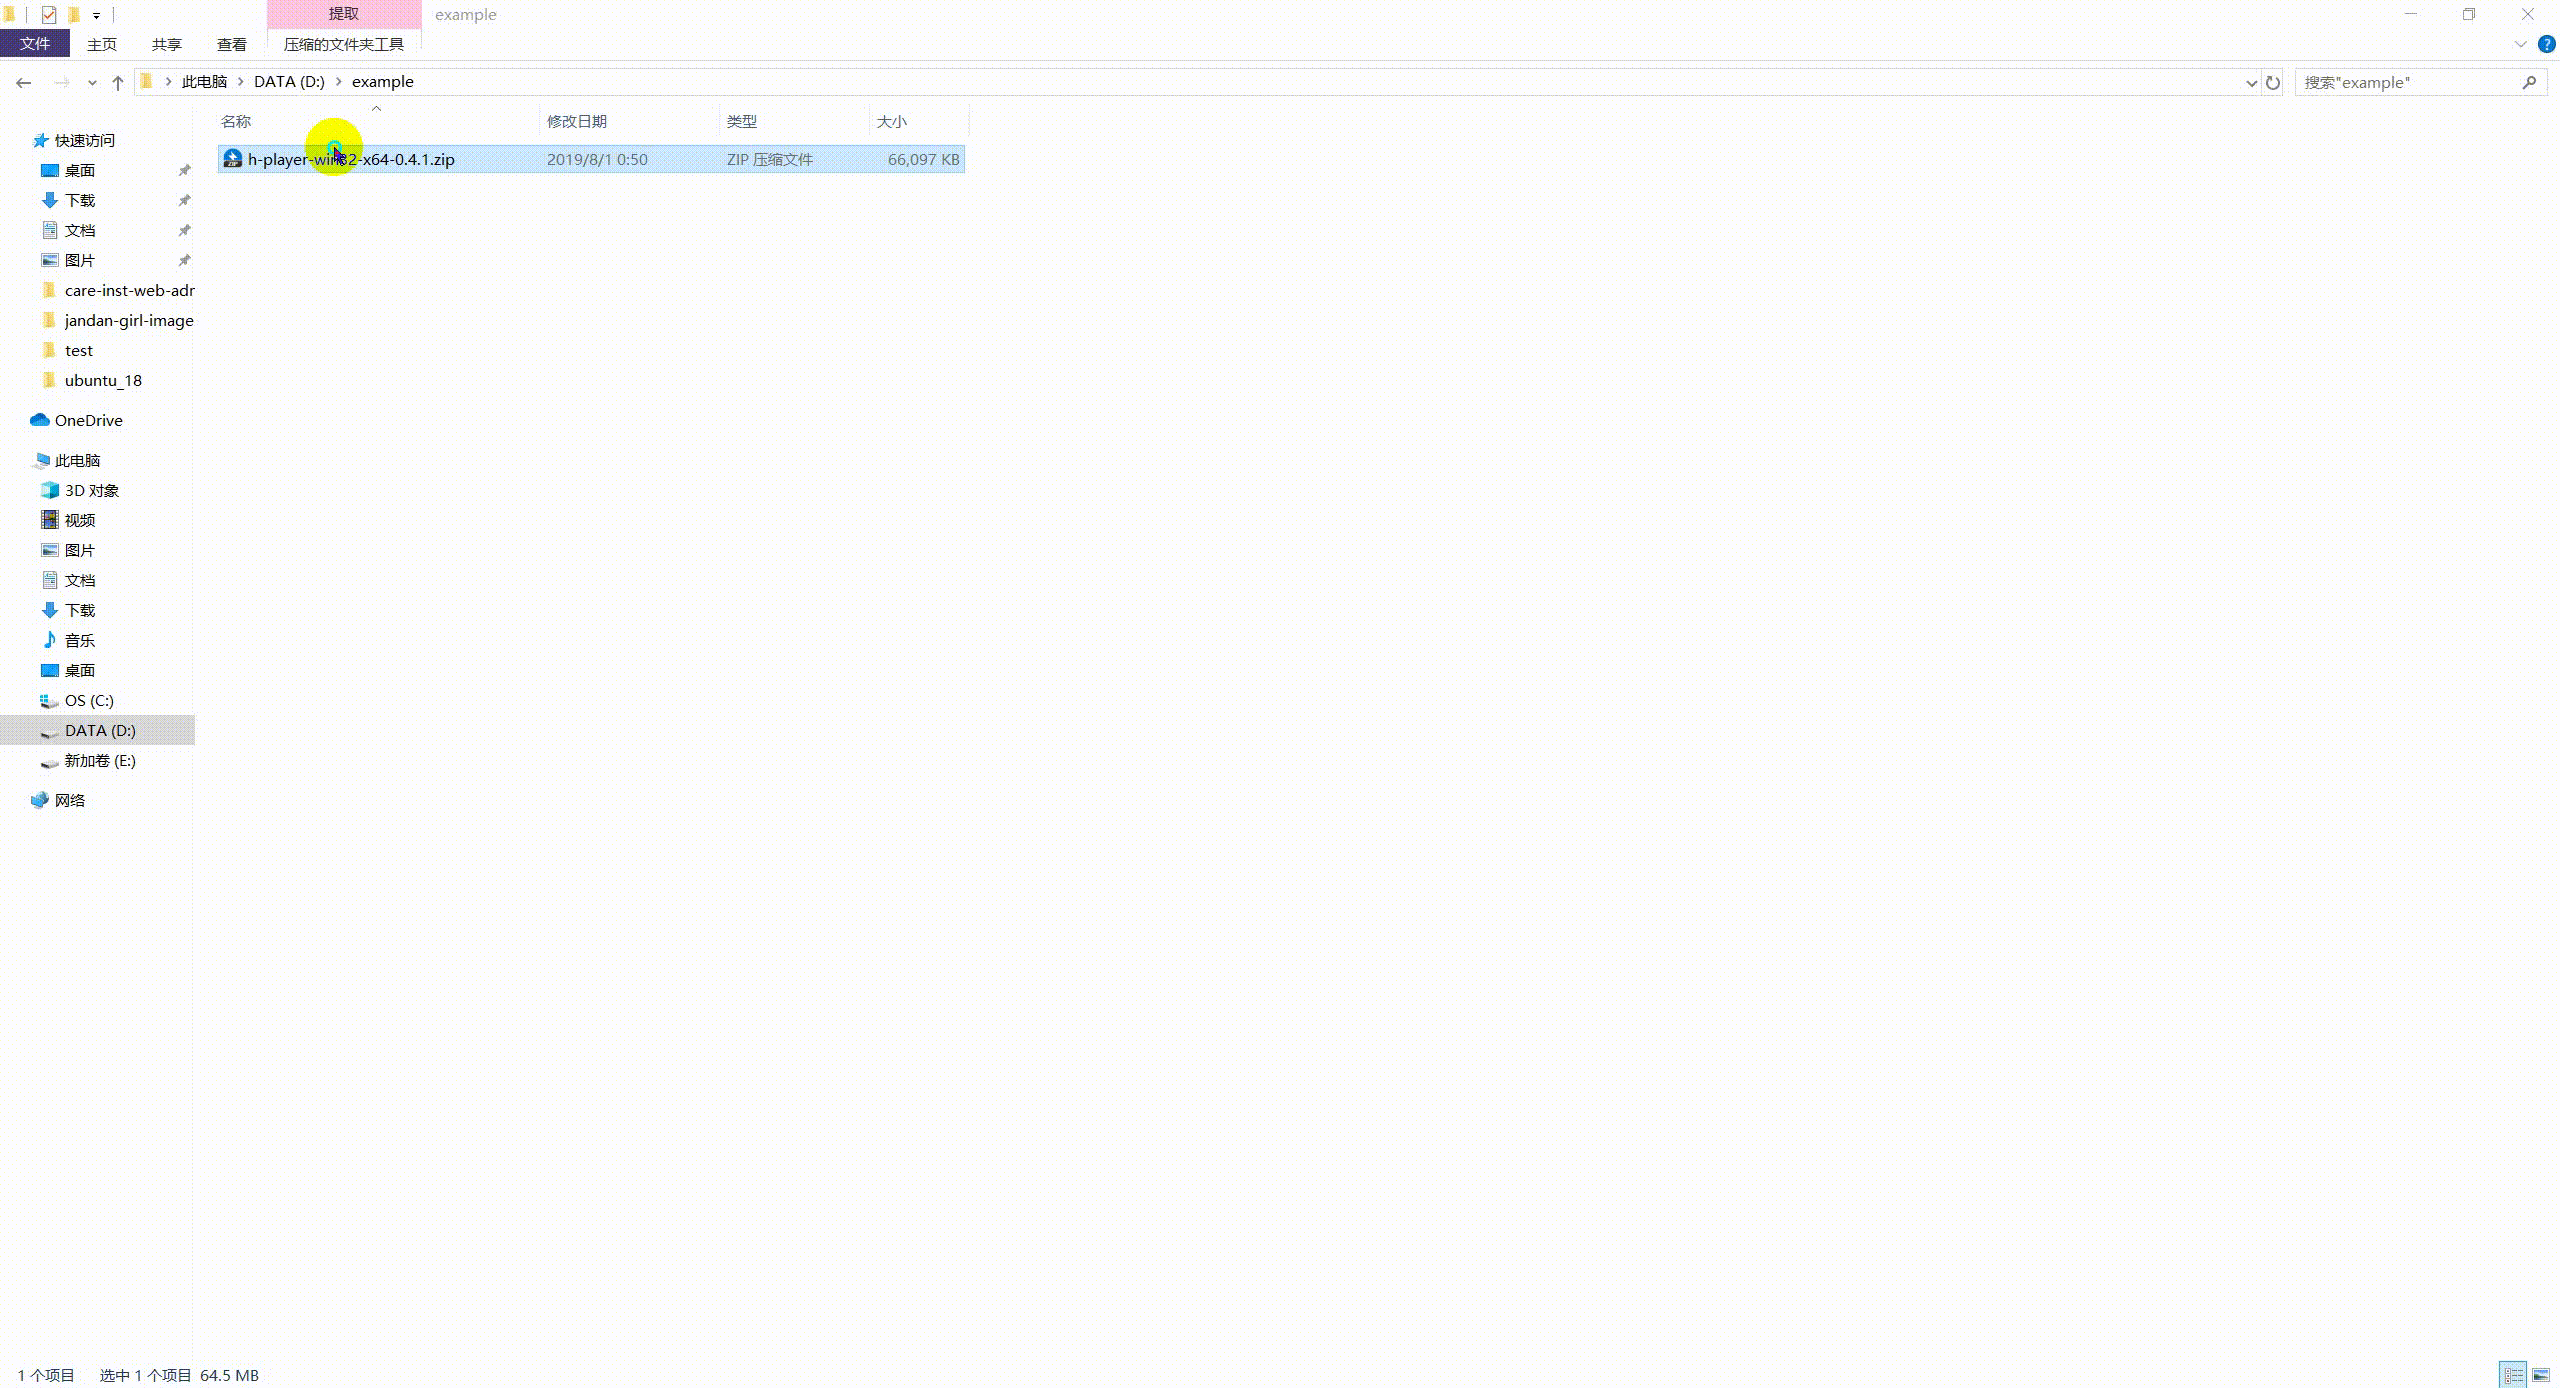 提取
example
文件 主页 共享 查看 压缩的文件夹工具
此电脑 DATA (D:) example
搜索"example"
名称 修改日期 类型 大小
h-player-win32-x64-0.4.1.zip 2019/8/1 0:50 ZIP 压缩文件 66,097 KB
快速访问
桌面
下载
文档
图片
care-inst-web-adr
jandan-girl-image
test
ubuntu_18
OneDrive
此电脑
3D 对象
视频
图片
文档
下载
音乐
桌面
OS (C:)
DATA (D:)
新加卷 (E:)
网络
1 个项目 选中 1 个项目 64.5 MB